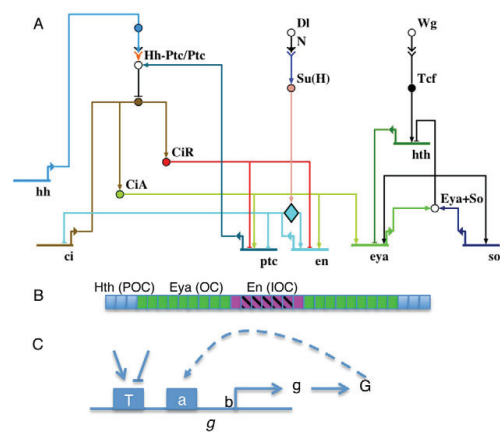 A
Dl
Wg
N
Hh-Ptc/Ptc
Su(H)
Tcf
hth
CiR
CiA
hh
Eya+So
ci
ptc
en
eya
so
B
Hth (POC) Eya (OC) En (IOC)
C
T
a
b
g
G
g